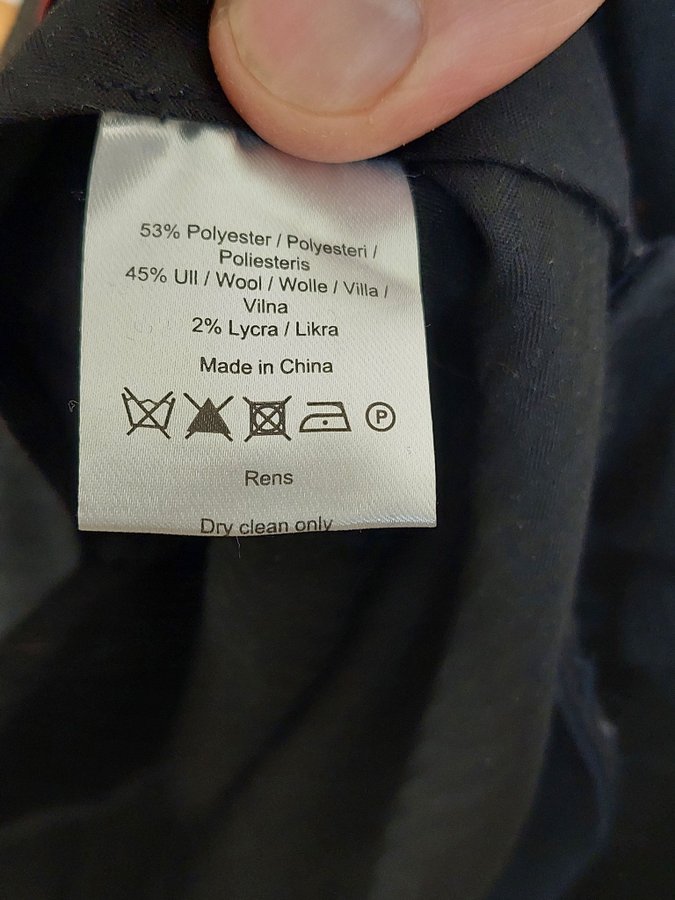 53% Polyester / Polyesteri /
Poliesteris
45% Ull / Wool / Wolle / Villa /
Vilna
2% Lycra / Likra
Made in China
P
Rens
Dry clean only